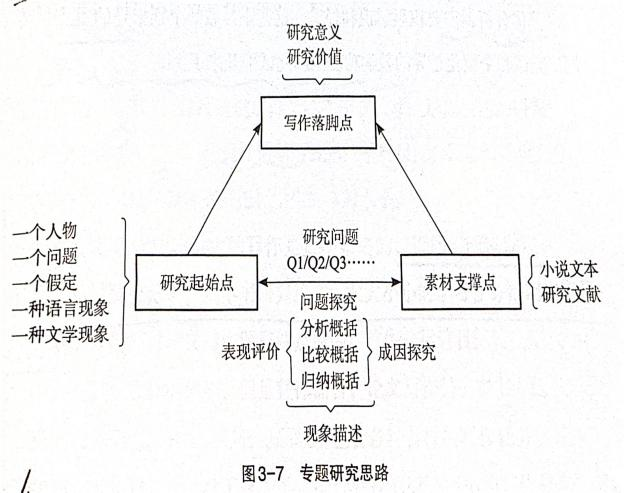 研究意义
研究价值
写作落脚点
一个人物
一个问题
一个假定
一种语言现象
一种文学现象
研究起始点
研究问题
Q1/Q2/Q3……
问题探究
素材支撑点
小说文本
研究文献
表现评价
分析概括
比较概括
归纳概括
成因探究
现象描述
图3-7 专题研究思路